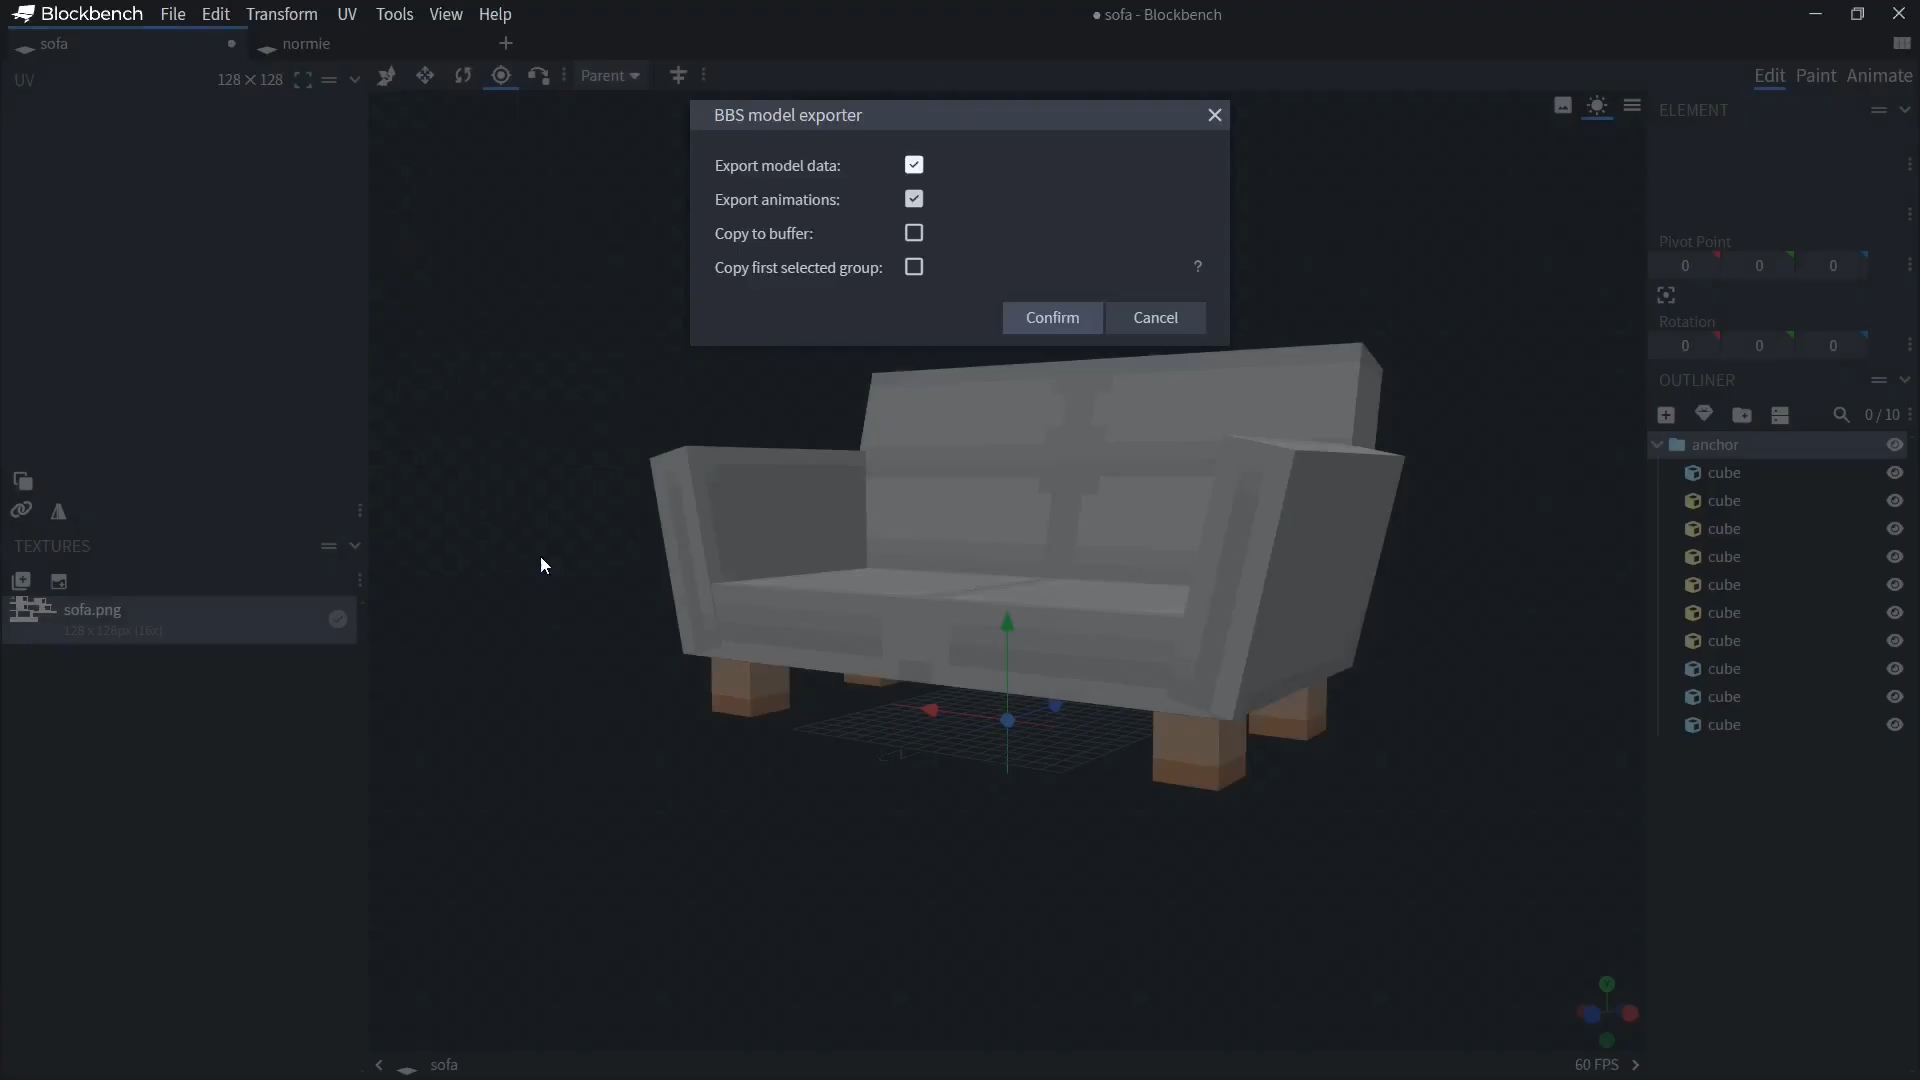 Blockbench File Edit Transform UV Tools View Help
sofa - Blockbench
sofa
normie
UV 128×128
Parent
Edit Paint Animate
BBS model exporter
Export model data:
Export animations:
Copy to buffer:
Copy first selected group: ?
Confirm Cancel
ELEMENT
Pivot Point
0 0 0
Rotation
0 0 0
OUTLINER
0 / 10
anchor
cube
cube
cube
cube
cube
cube
cube
cube
cube
cube
TEXTURES
sofa.png
128 x 128px (16x)
Y
sofa
60 FPS